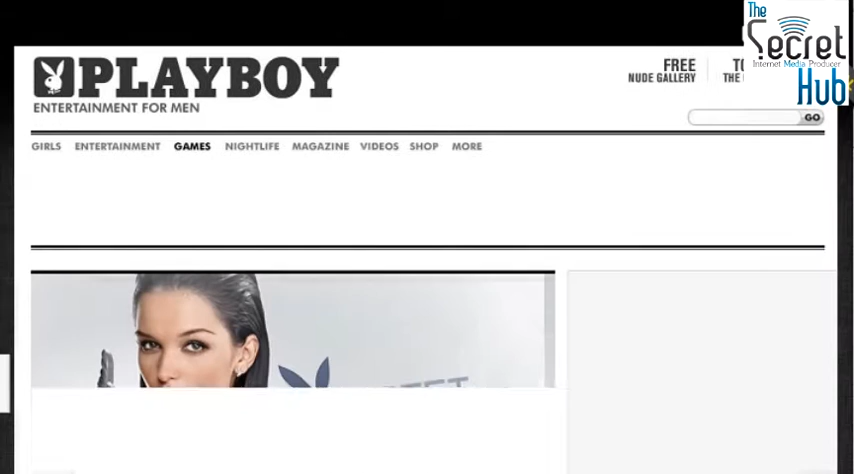 The
Secret
Internet Media Producer
Hub
PLAYBOY
ENTERTAINMENT FOR MEN
FREE
NUDE GALLERY
THE
GO
GIRLS ENTERTAINMENT GAMES NIGHTLIFE MAGAZINE VIDEOS SHOP MORE